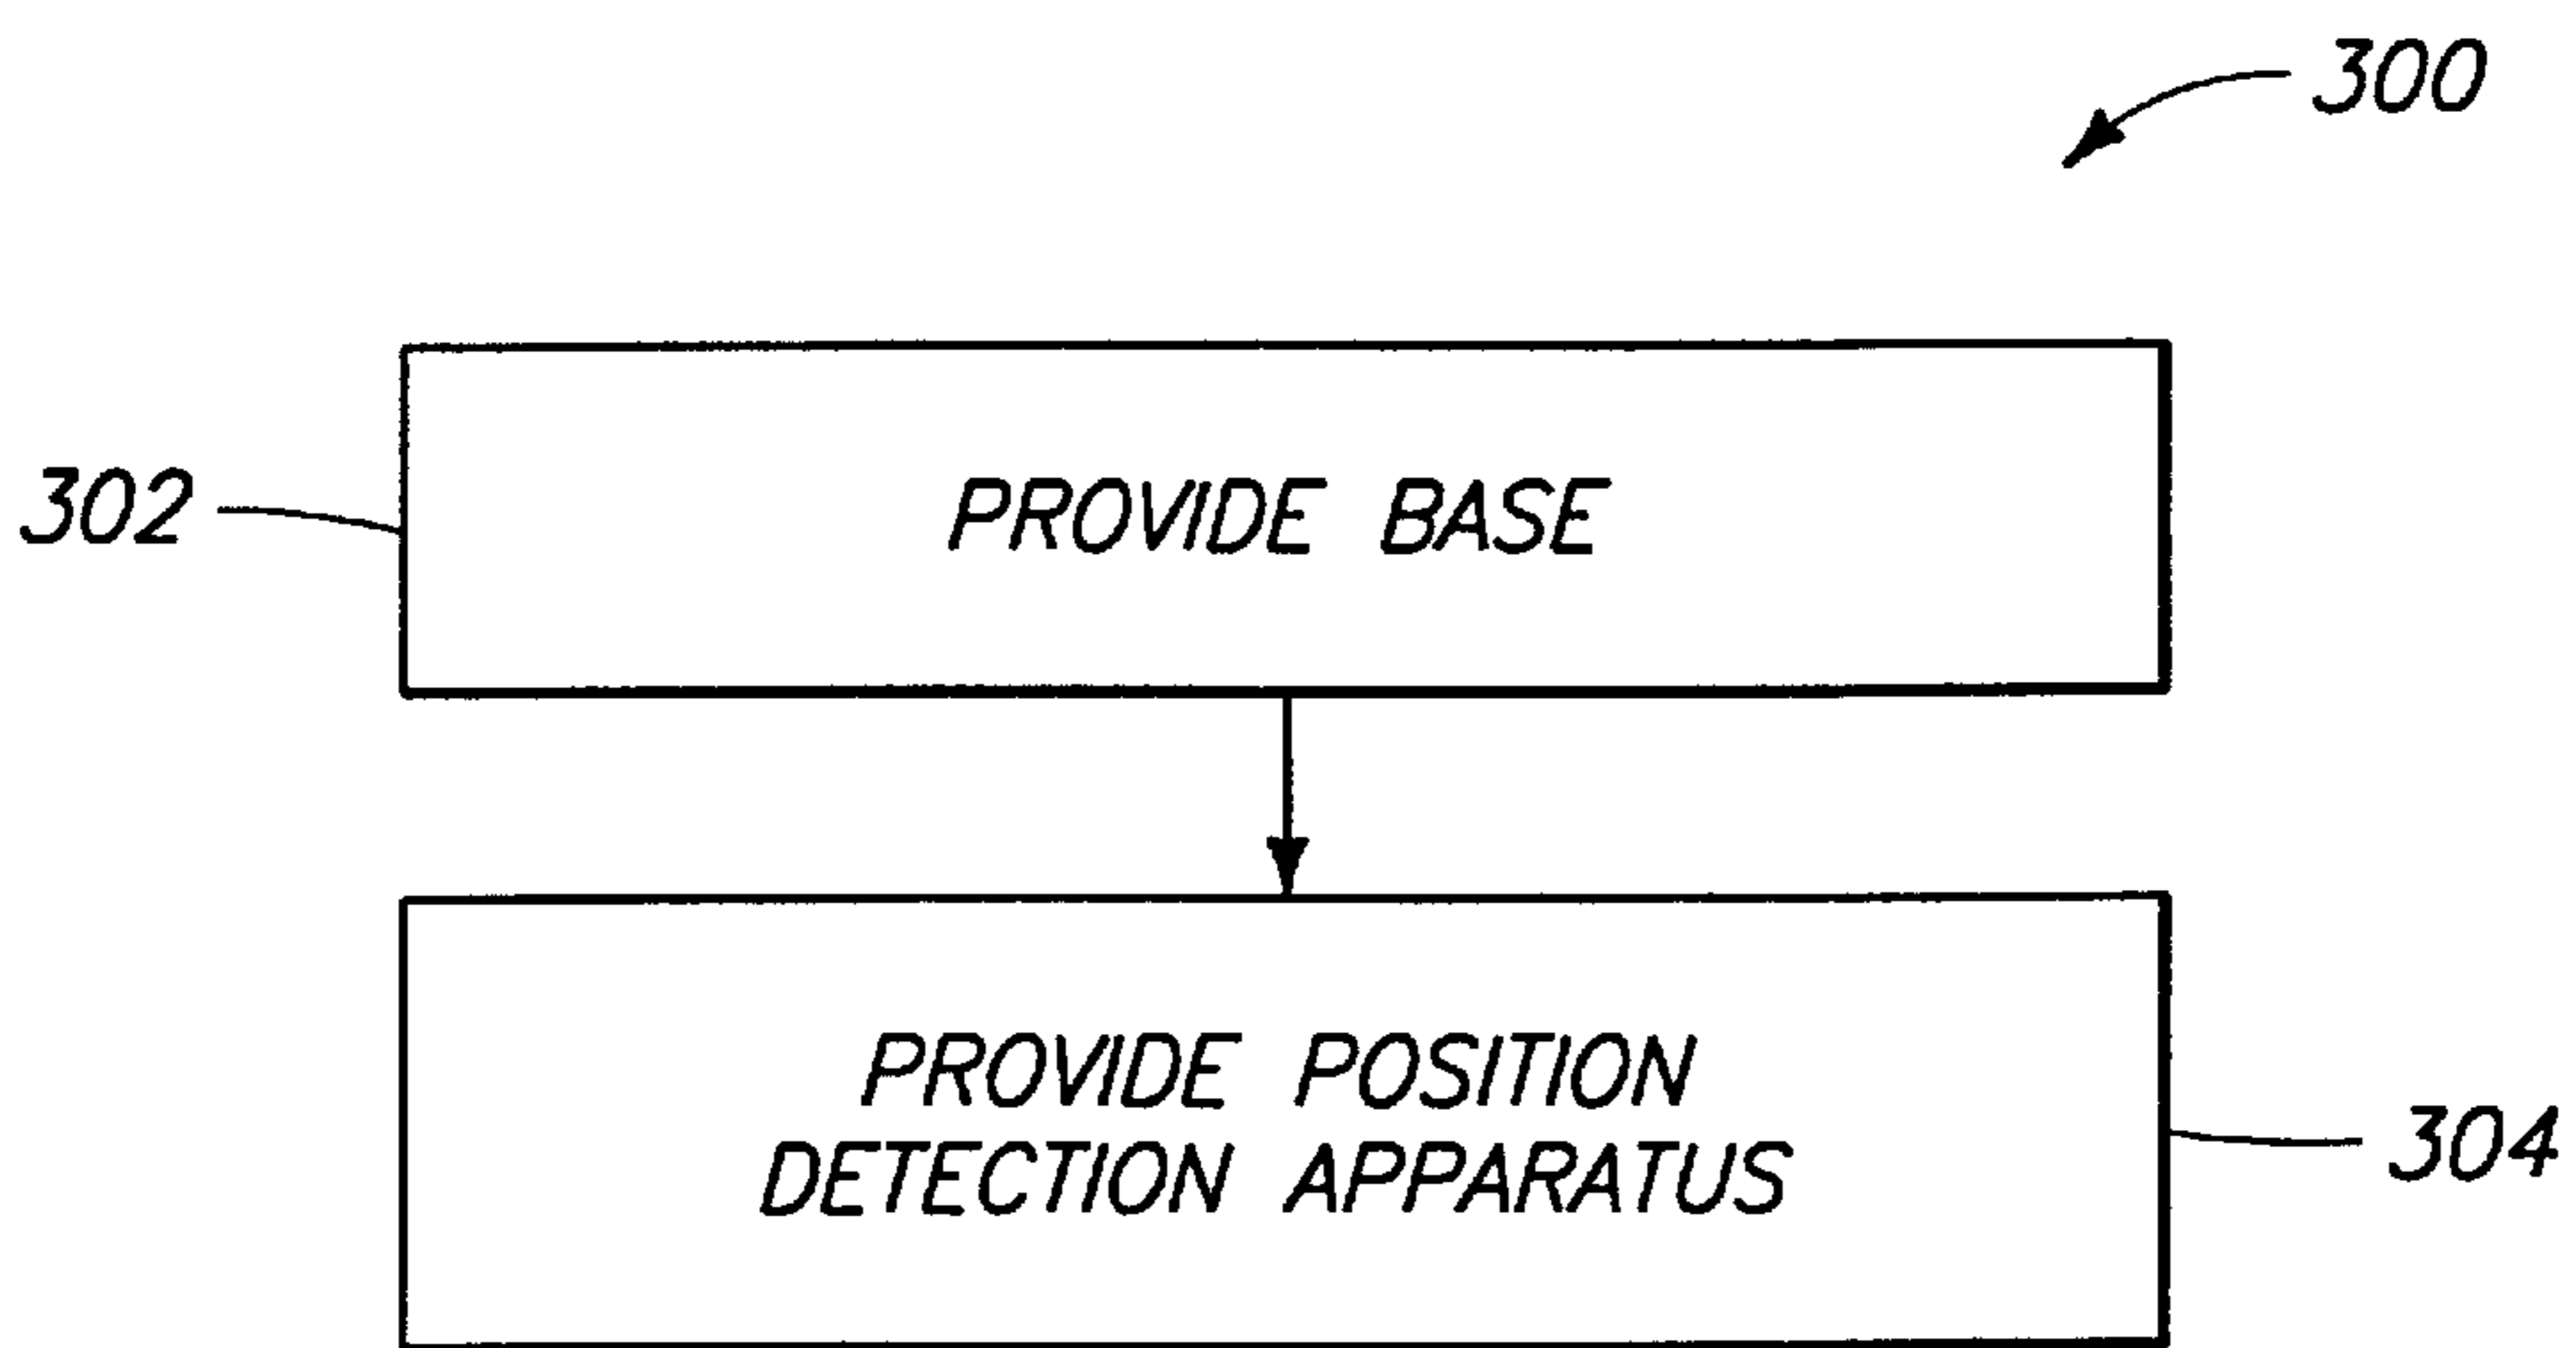 300
302
PROVIDE BASE
PROVIDE POSITION
DETECTION APPARATUS
304